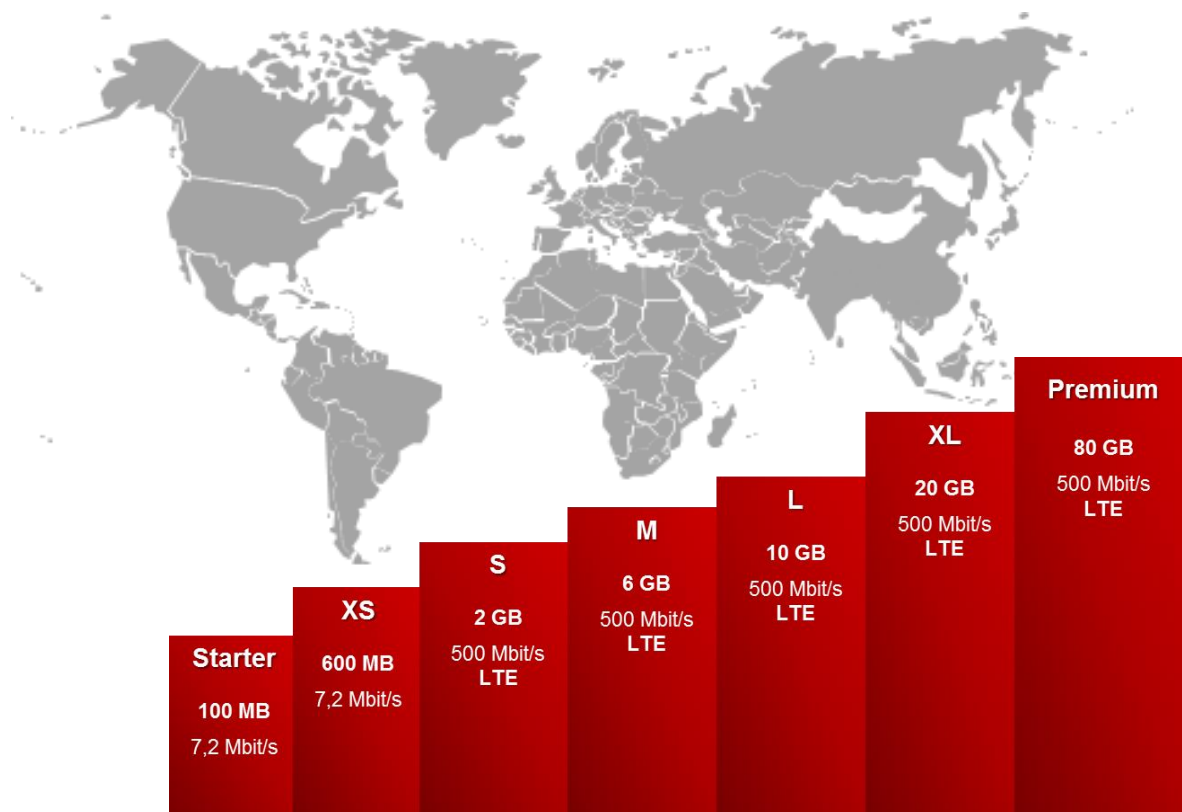 Starter
100 MB
7,2 Mbit/s
XS
600 MB
7,2 Mbit/s
S
2 GB
500 Mbit/s
LTE
M
6 GB
500 Mbit/s
LTE
L
10 GB
500 Mbit/s
LTE
XL
20 GB
500 Mbit/s
LTE
Premium
80 GB
500 Mbit/s
LTE